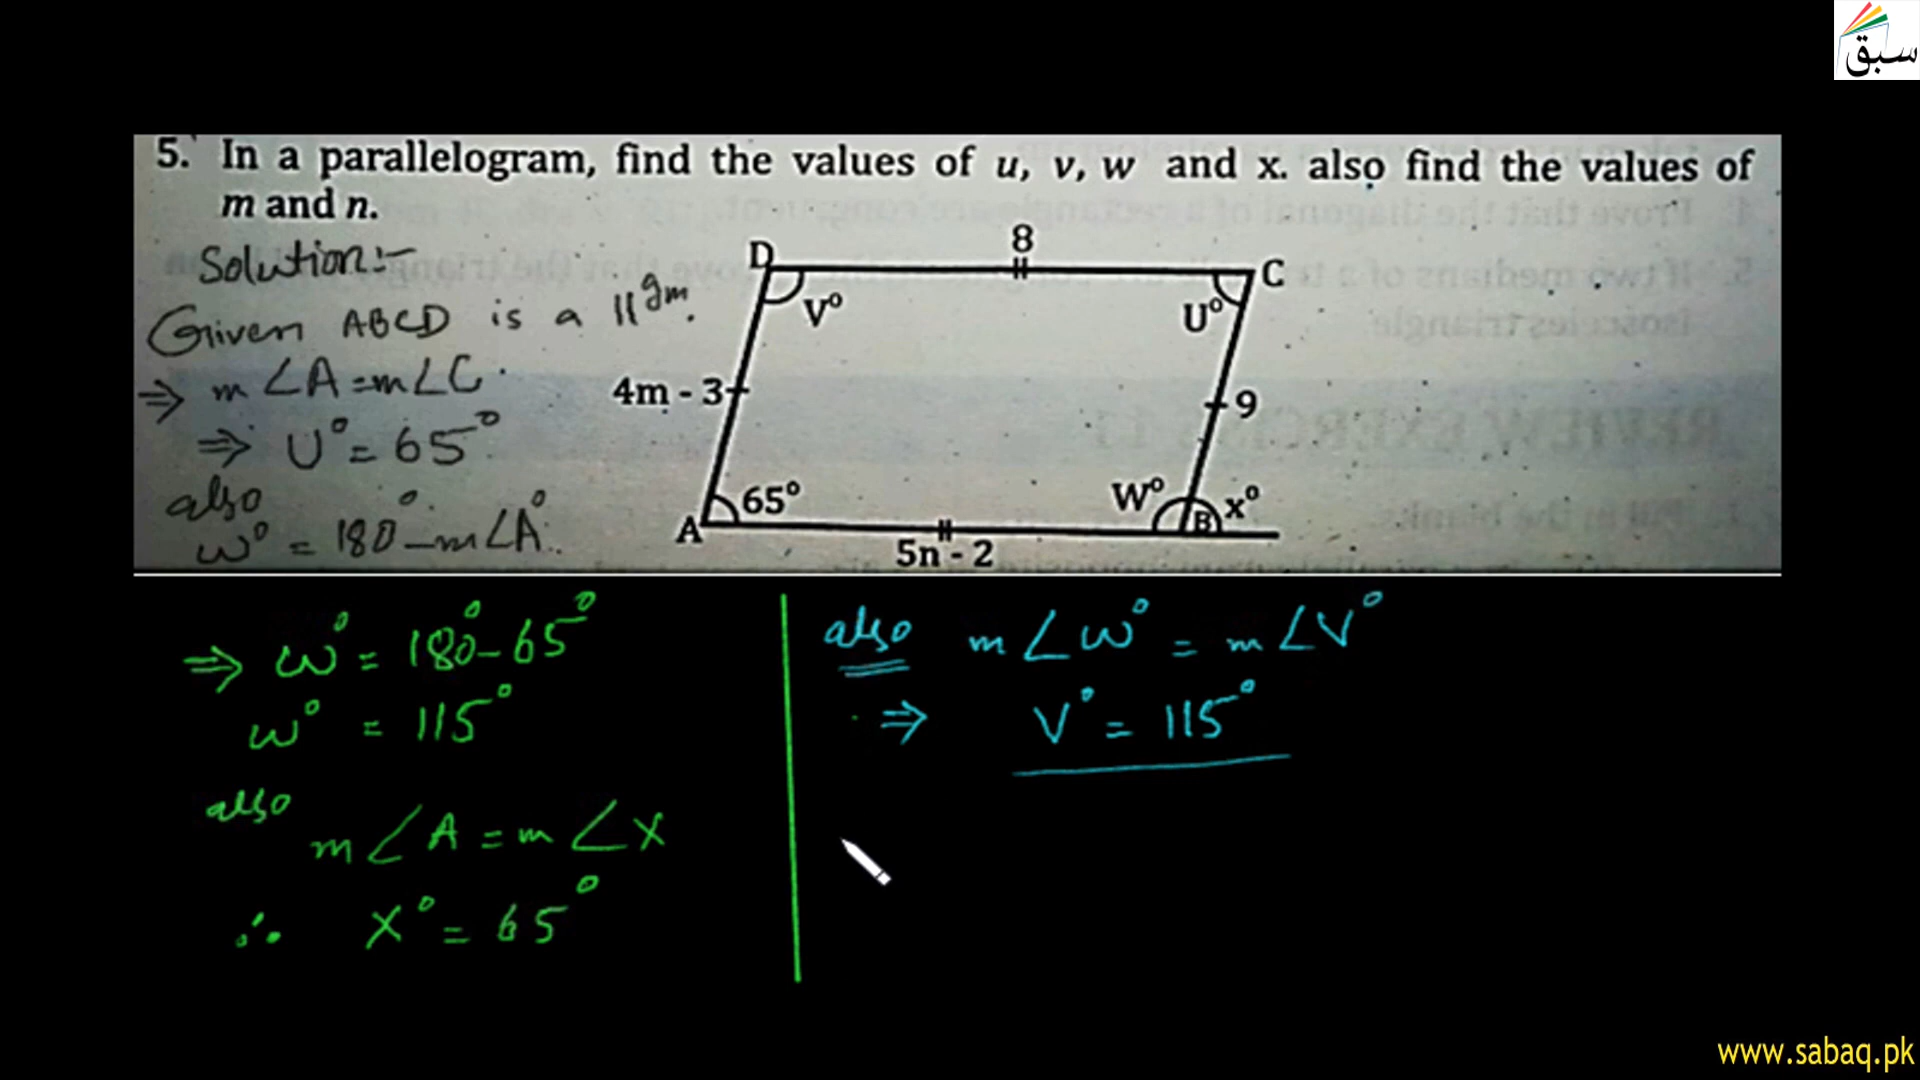 سبق
5. In a parallelogram, find the values of u, v, w and x. also find the values of
m and n.
Solution:-
Given ABCD is a ||gm.
⇒ m∠A=m∠C
⇒ U° = 65°
also
w° = 180°-m∠A°.
D
8
C
V°
U°
4m - 3
9
65°
W°
x°
A
B
5n - 2
⇒ w° = 180°-65°
w° = 115°
also
m∠A = m∠X
∴ X° = 65°
also m∠w° = m∠V°
⇒ V° = 115°
www.sabaq.pk